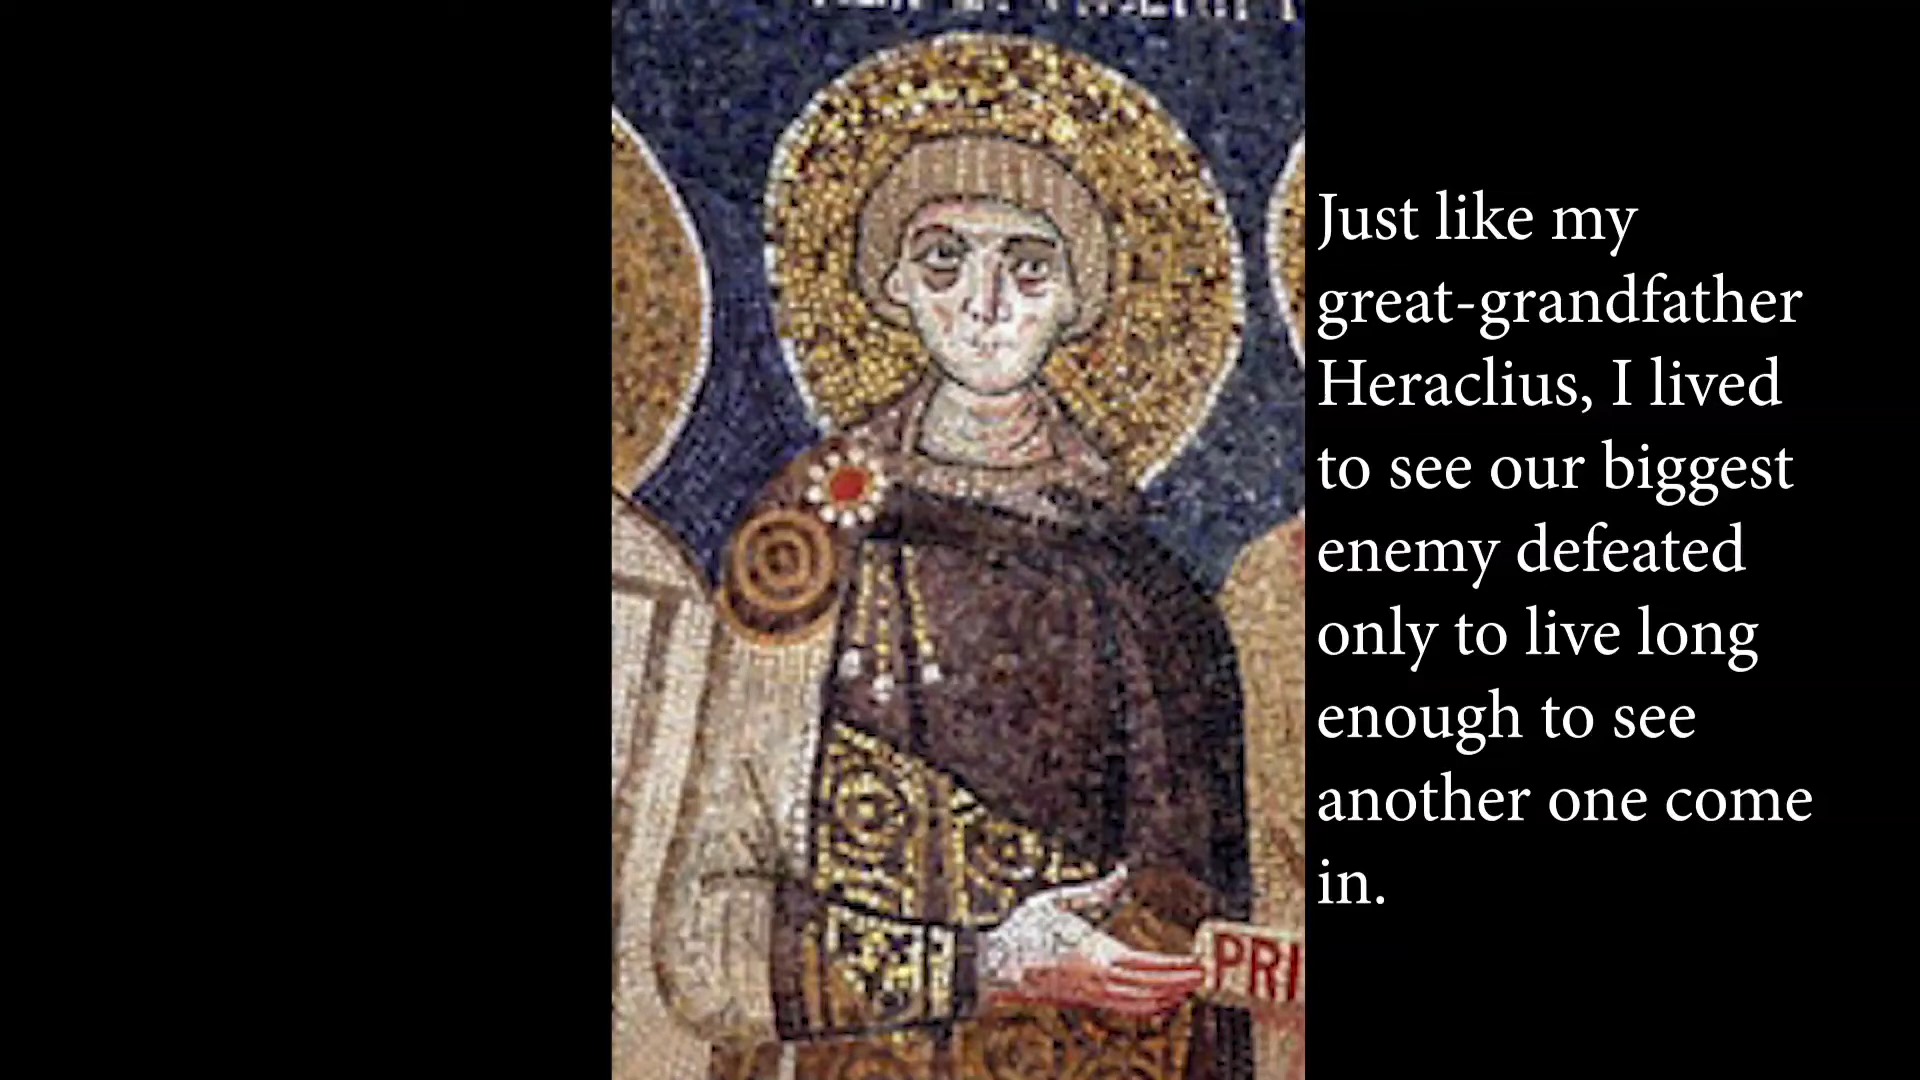 Just like my
great-grandfather
Heraclius, I lived
to see our biggest
enemy defeated
only to live long
enough to see
another one come
in.
PRI